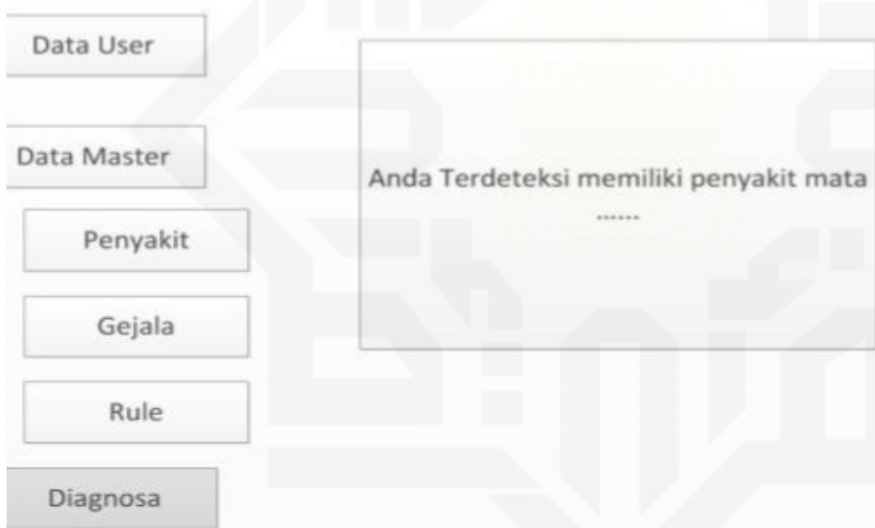 Data User
Data Master
Penyakit
Gejala
Rule
Diagnosa
Anda Terdeteksi memiliki penyakit mata
......